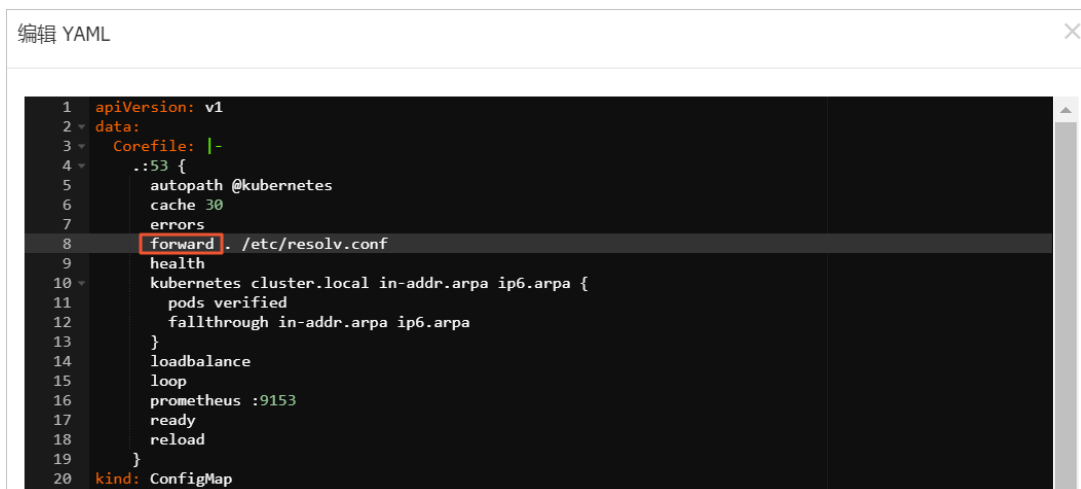 编辑 YAML
1 apiVersion: v1
2 data:
3   Corefile: |-
4     .:53 {
5       autopath @kubernetes
6       cache 30
7       errors
8       forward . /etc/resolv.conf
9       health
10       kubernetes cluster.local in-addr.arpa ip6.arpa {
11         pods verified
12         fallthrough in-addr.arpa ip6.arpa
13       }
14       loadbalance
15       loop
16       prometheus :9153
17       ready
18       reload
19     }
20 kind: ConfigMap